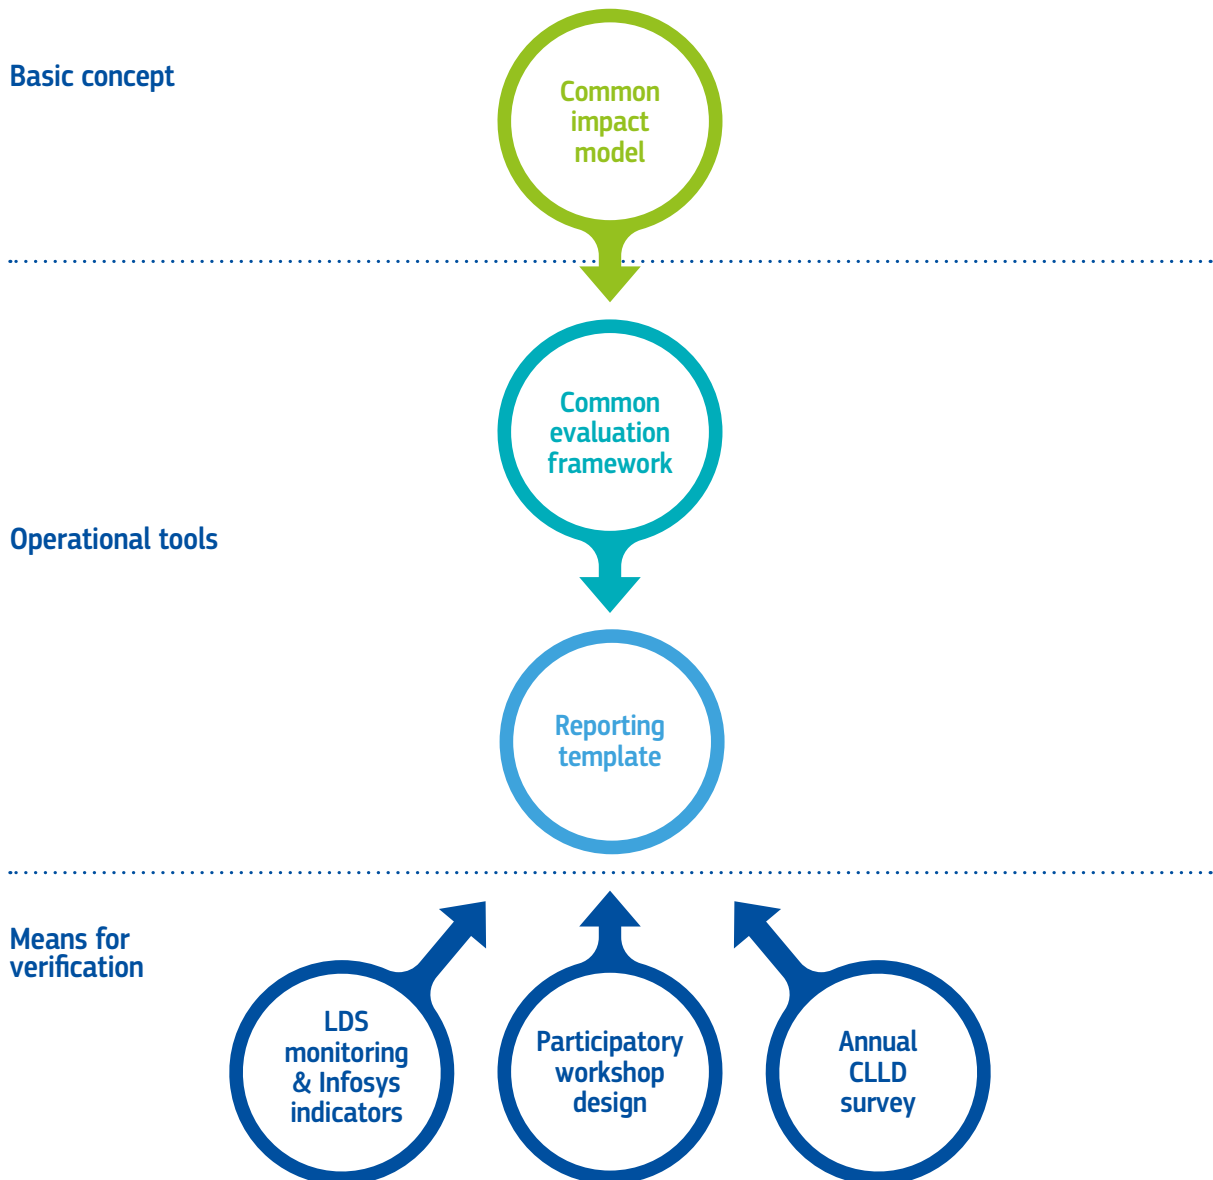 Basic concept
Common
impact
model
Common
evaluation
framework
Operational tools
Reporting
template
Means for
verification
LDS
monitoring
& Infosys
indicators
Participatory
workshop
design
Annual
CLLD
survey